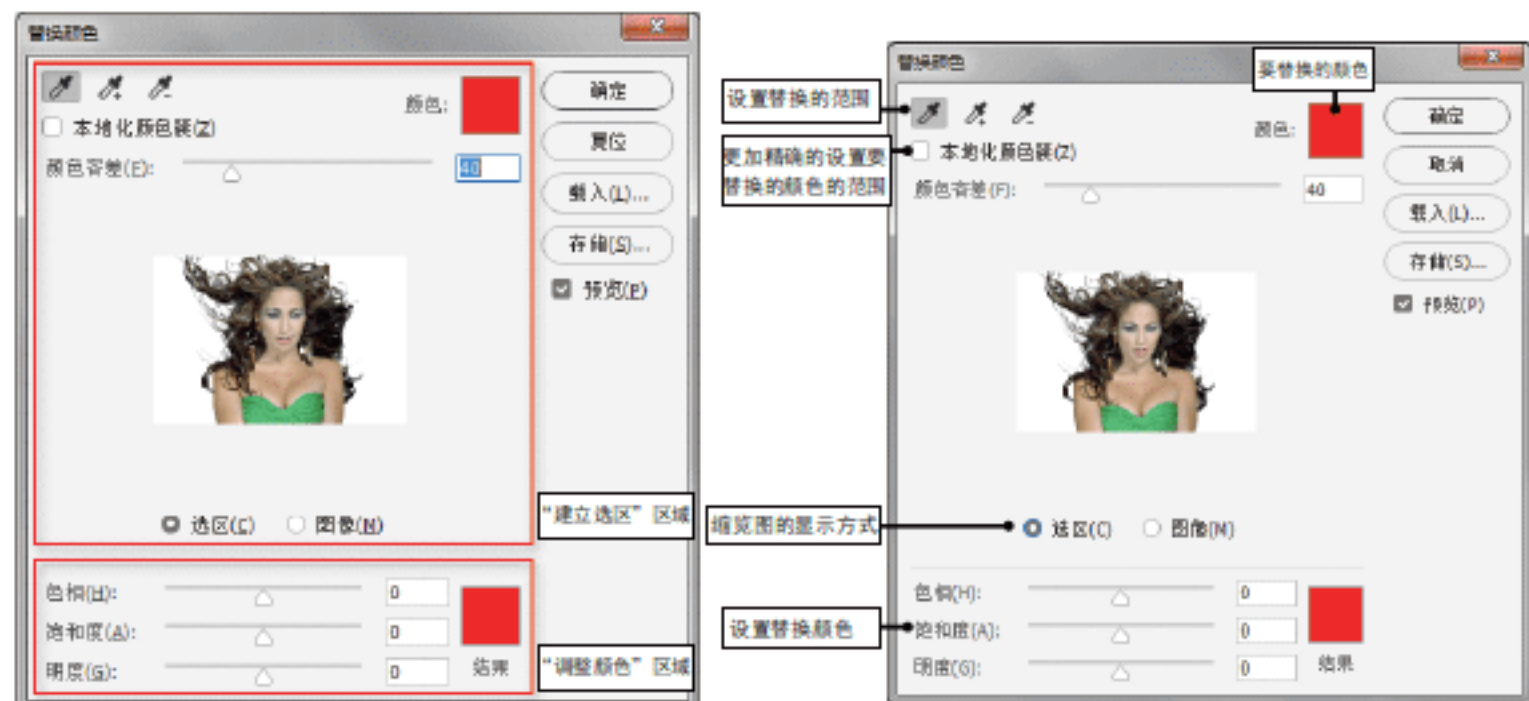 替换颜色
颜色:
确定
本地化颜色簇(Z)
复位
颜色容差(F):
40
载入(L)...
存储(S)...
预览(P)
选区(C)
图像(M)
“建立选区”区域
色相(H):
0
饱和度(A):
0
明度(G):
0
结果
“调整颜色”区域
替换颜色
要替换的颜色
设置替换的范围
颜色:
确定
更加精确的设置要
替换的颜色的范围
本地化颜色簇(Z)
取消
颜色容差(F):
40
载入(L)...
存储(S)...
预览(P)
缩览图的显示方式
选区(C)
图像(M)
色相(H):
0
设置替换颜色
饱和度(A):
0
明度(G):
0
结果